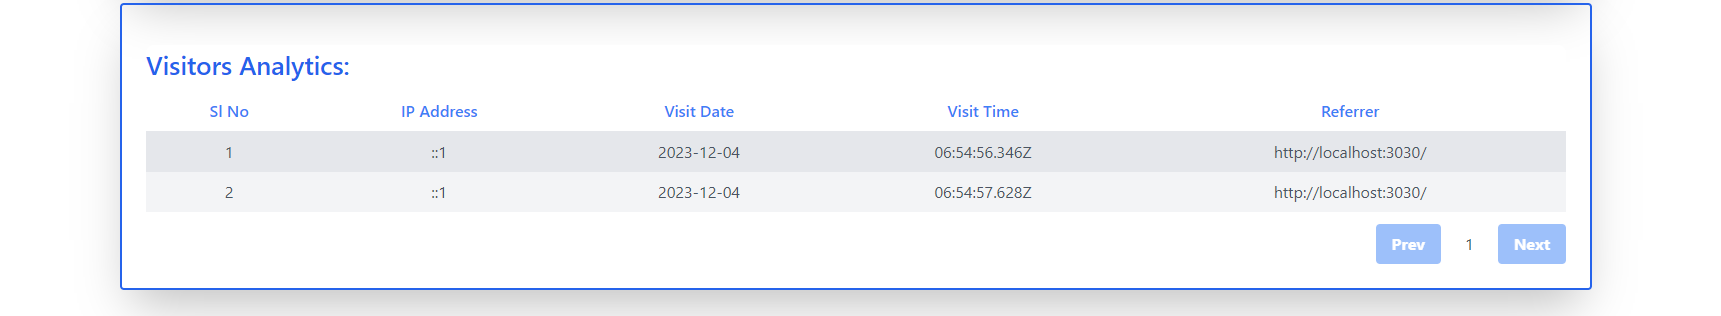 Visitors Analytics:
Sl No IP Address Visit Date Visit Time Referrer
1 ::1 2023-12-04 06:54:56.346Z http://localhost:3030/
2 ::1 2023-12-04 06:54:57.628Z http://localhost:3030/
Prev 1 Next